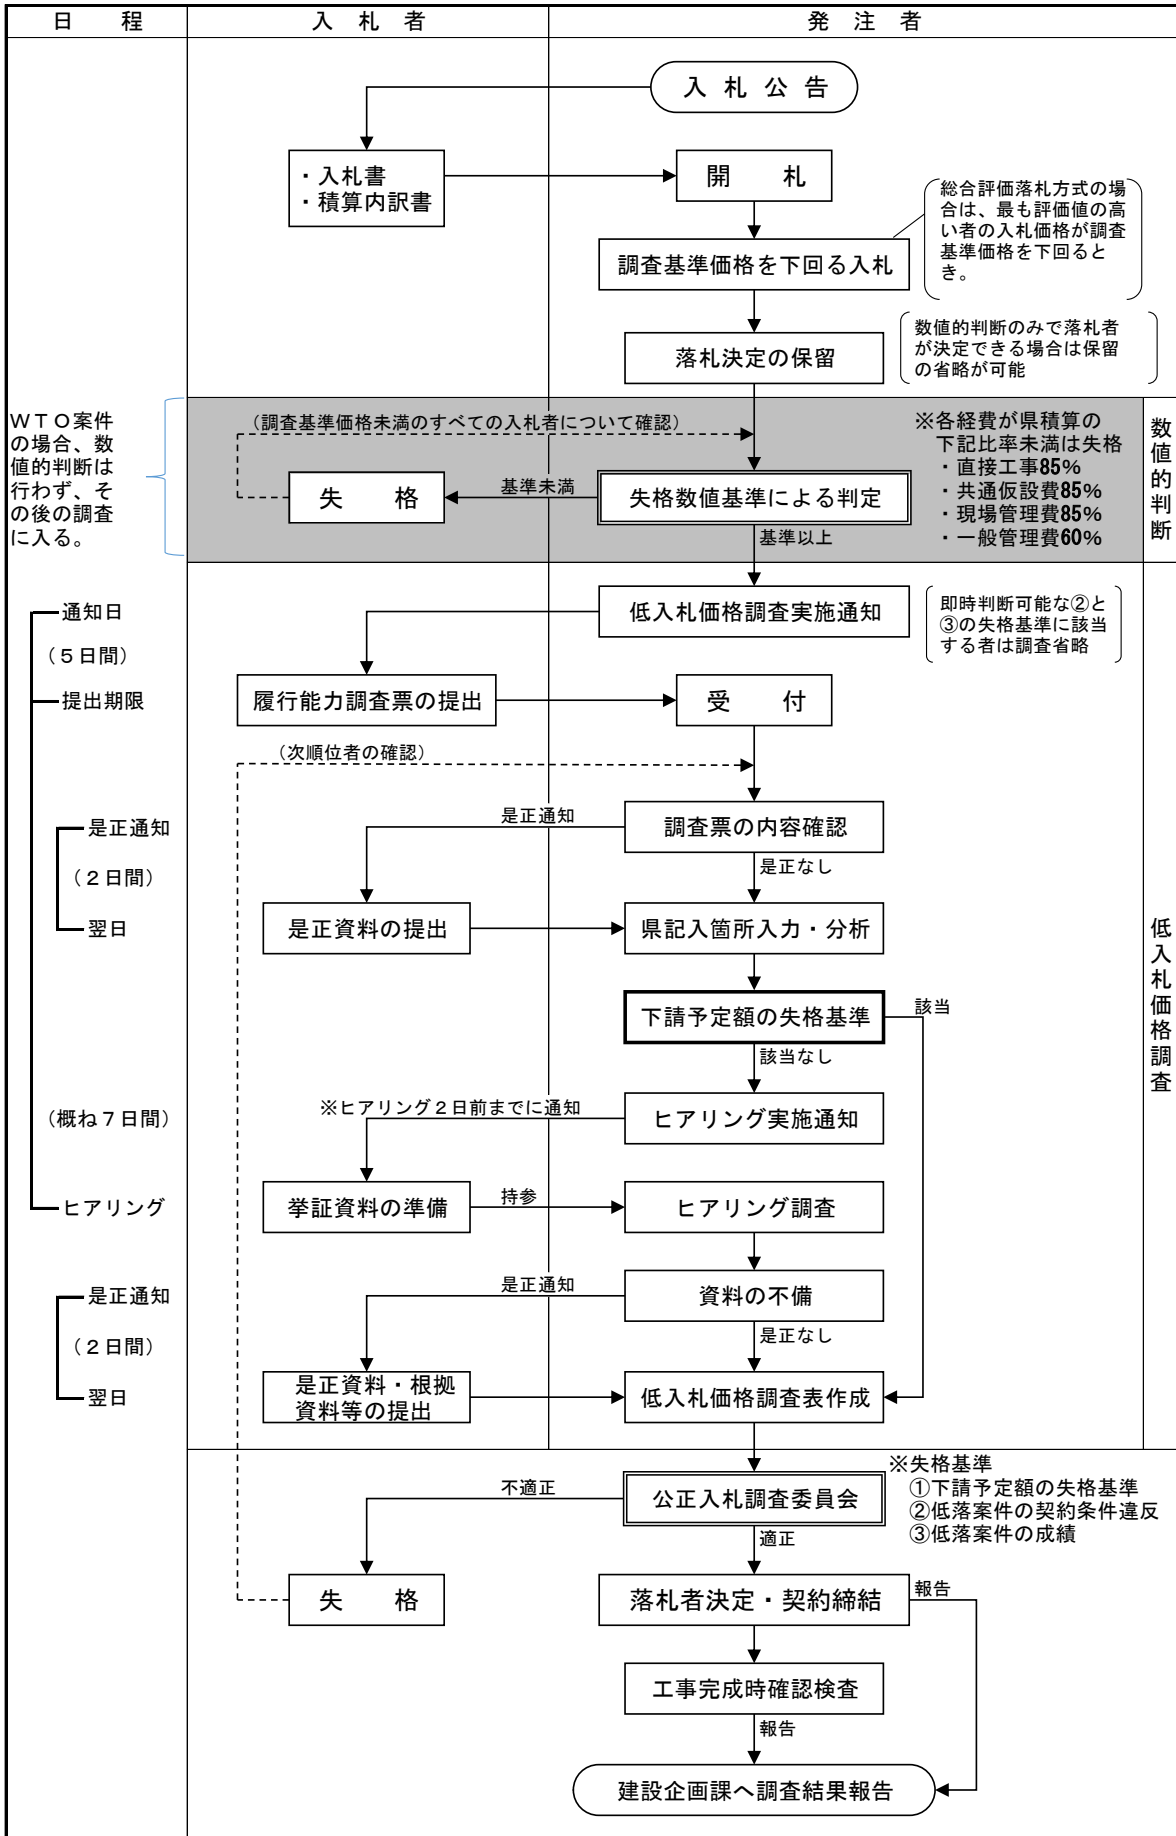 日　程
入　札　者
発　注　者
入　札　公　告
・入札書
・積算内訳書
開　札
総合評価落札方式の場
合は、最も評価値の高
い者の入札価格が調査
基準価格を下回ると
き。
調査基準価格を下回る入札
落札決定の保留
数値的判断のみで落札者
が決定できる場合は保留
の省略が可能
ＷＴＯ案件
の場合、数
値的判断は
行わず、そ
の後の調査
に入る。
（調査基準価格未満のすべての入札者について確認）
失　格
基準未満
失格数値基準による判定
基準以上
※各経費が県積算の
下記比率未満は失格
・直接工事85％
・共通仮設費85％
・現場管理費85％
・一般管理費60％
数値的判断
通知日
（５日間）
提出期限
低入札価格調査実施通知
即時判断可能な②と
③の失格基準に該当
する者は調査省略
履行能力調査票の提出
受　付
（次順位者の確認）
是正通知
（２日間）
翌日
是正通知
調査票の内容確認
是正なし
是正資料の提出
県記入箇所入力・分析
下請予定額の失格基準
該当
該当なし
低入札価格調査
（概ね７日間）
※ヒアリング２日前までに通知
ヒアリング実施通知
ヒアリング
挙証資料の準備
持参
ヒアリング調査
是正通知
（２日間）
翌日
是正通知
資料の不備
是正なし
是正資料・根拠
資料等の提出
低入札価格調査表作成
不適正
公正入札調査委員会
適正
※失格基準
①下請予定額の失格基準
②低落案件の契約条件違反
③低落案件の成績
失　格
落札者決定・契約締結
報告
工事完成時確認検査
報告
建設企画課へ調査結果報告